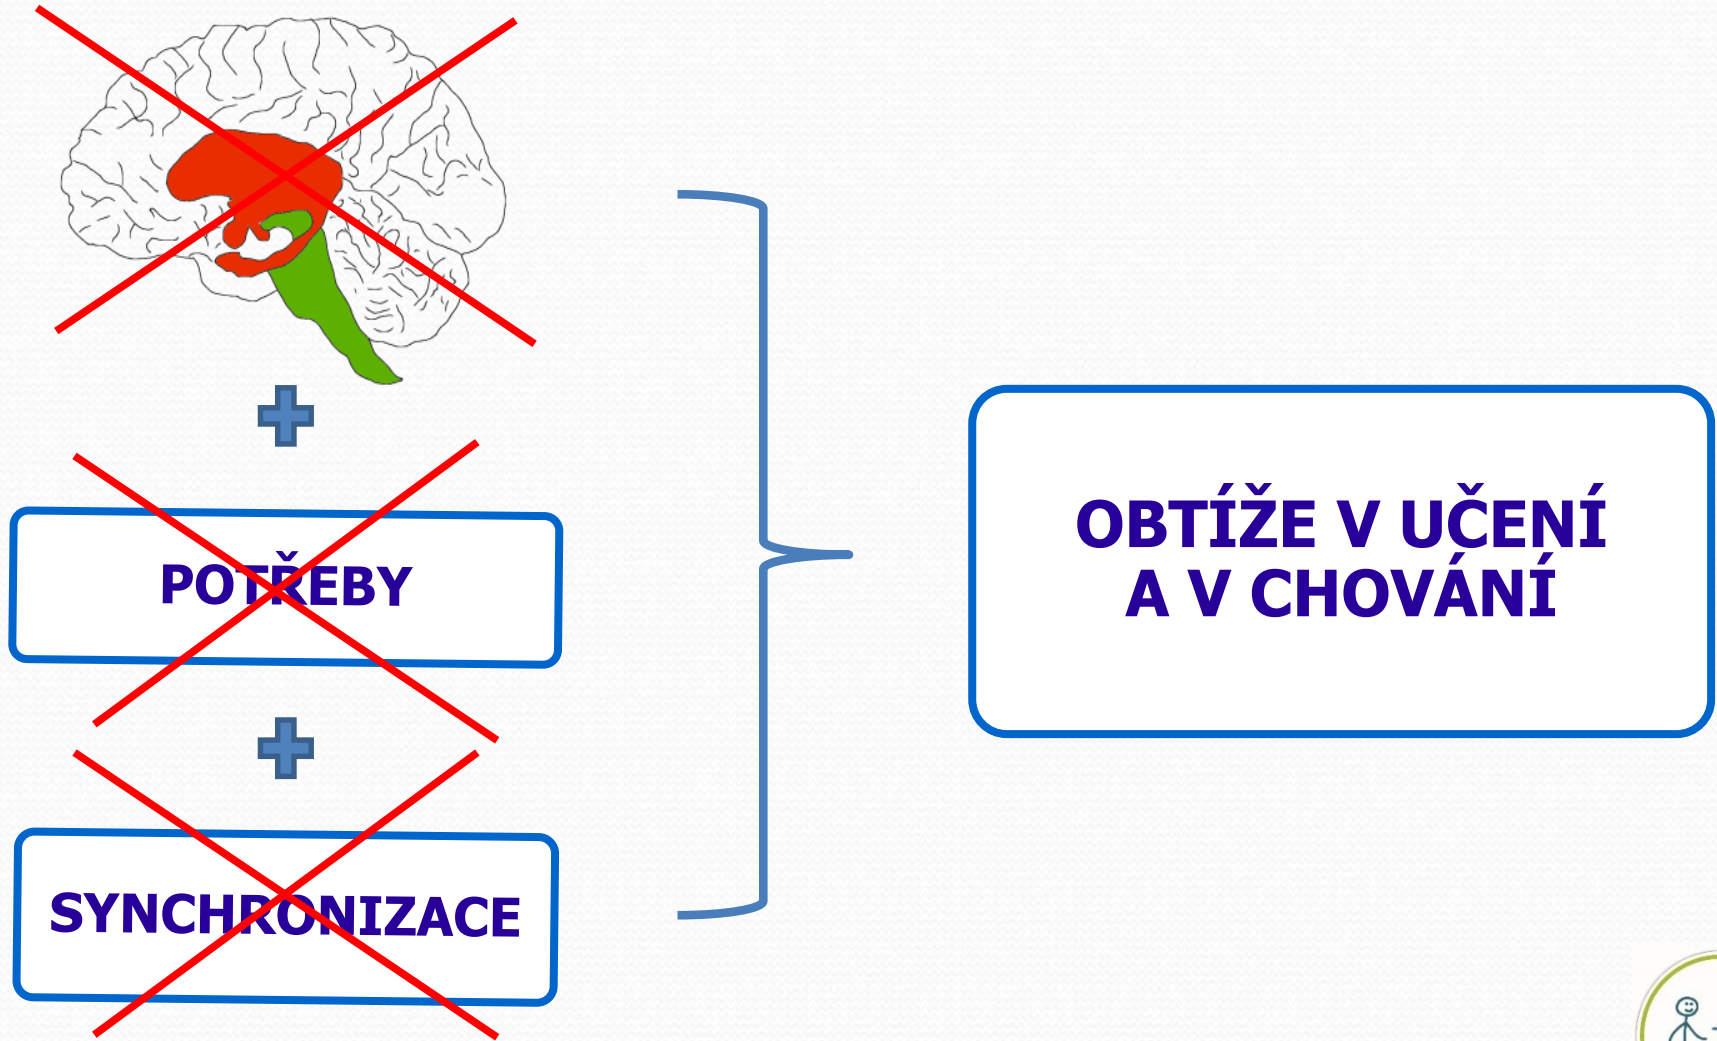 POTŘEBY
SYNCHRONIZACE
OBTÍŽE V UČENÍ
A V CHOVÁNÍ